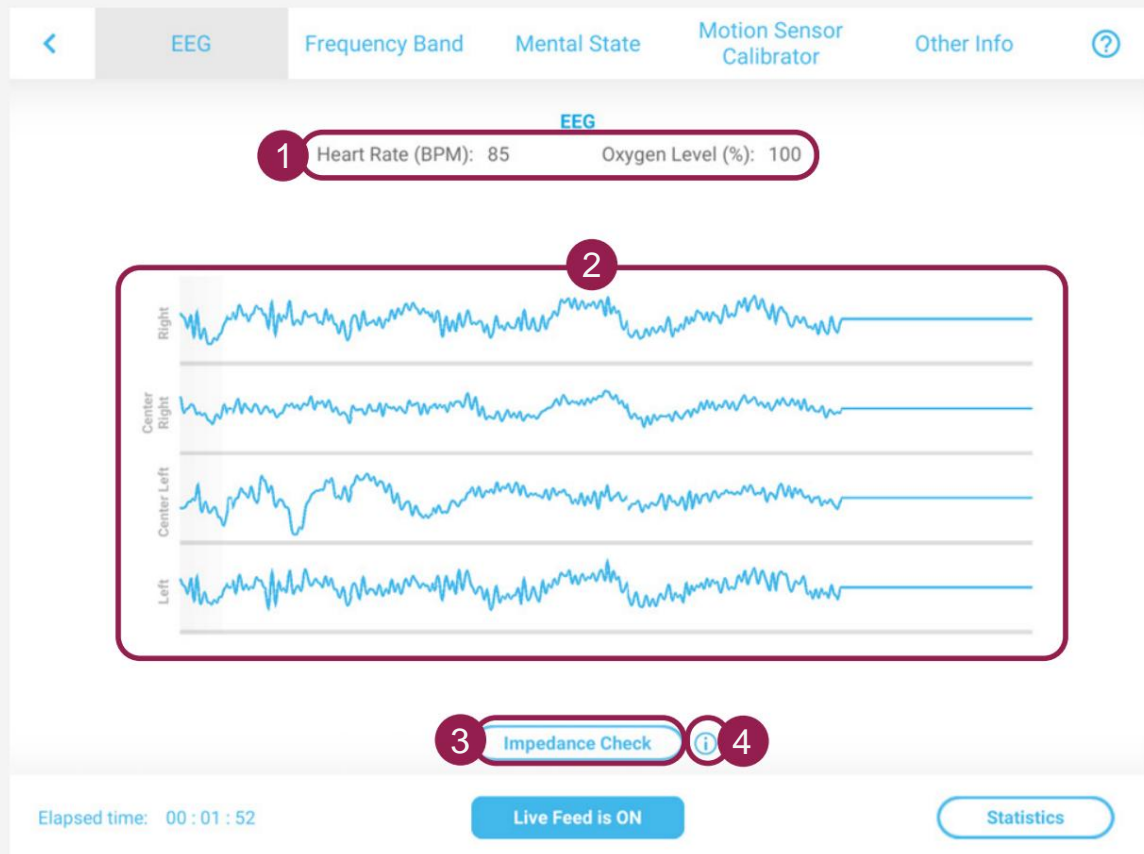 EEG
Frequency Band
Mental State
Motion Sensor
Calibrator
Other Info
?
EEG
1
Heart Rate (BPM): 85
Oxygen Level (%): 100
2
Right
Center
Right
Center Left
Left
3
Impedance Check
i
4
Elapsed time: 00 : 01 : 52
Live Feed is ON
Statistics